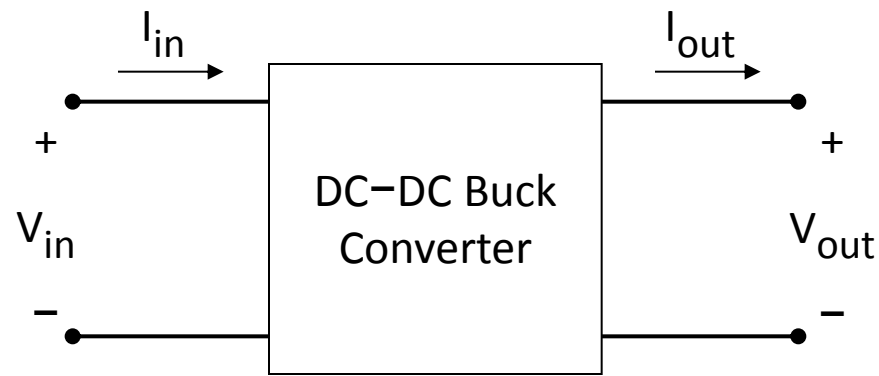 I_in
I_out
+
+
DC−DC Buck
Converter
V_in
V_out
−
−